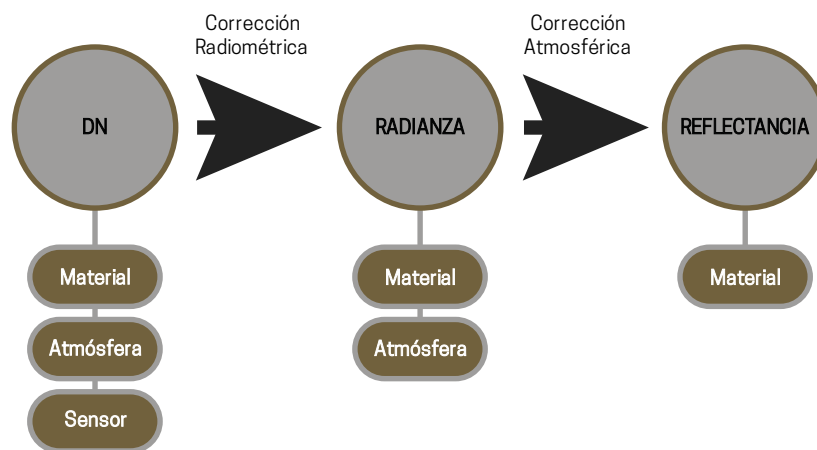 Corrección
Radiométrica
Corrección
Atmosférica
DN
RADIANZA
REFLECTANCIA
Material
Material
Material
Atmósfera
Atmósfera
Sensor